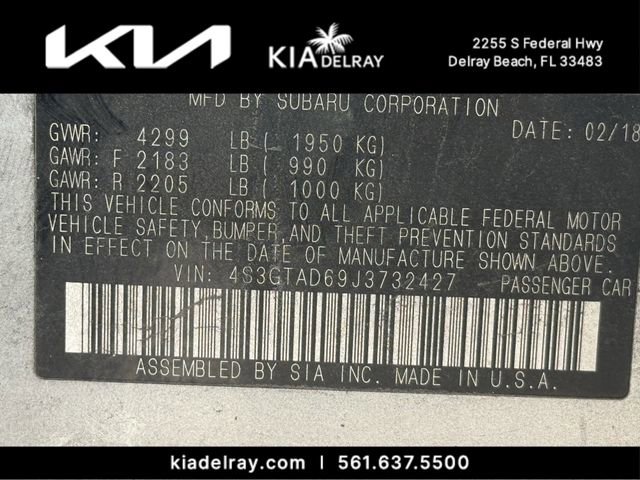 KIA
KIA DELRAY
2255 S Federal Hwy
Delray Beach, FL 33483
MFD BY SUBARU CORPORATION
DATE: 02/18
GVWR: 4299 LB ( 1950 KG)
GAWR: F 2183 LB ( 990 KG)
GAWR: R 2205 LB ( 1000 KG)
THIS VEHICLE CONFORMS TO ALL APPLICABLE FEDERAL MOTOR
VEHICLE SAFETY, BUMPER, AND THEFT PREVENTION STANDARDS
IN EFFECT ON THE DATE OF MANUFACTURE SHOWN ABOVE.
VIN: 4S3GTAD69J3732427 PASSENGER CAR
ASSEMBLED BY SIA INC. MADE IN U.S.A.
kiadelray.com | 561.637.5500